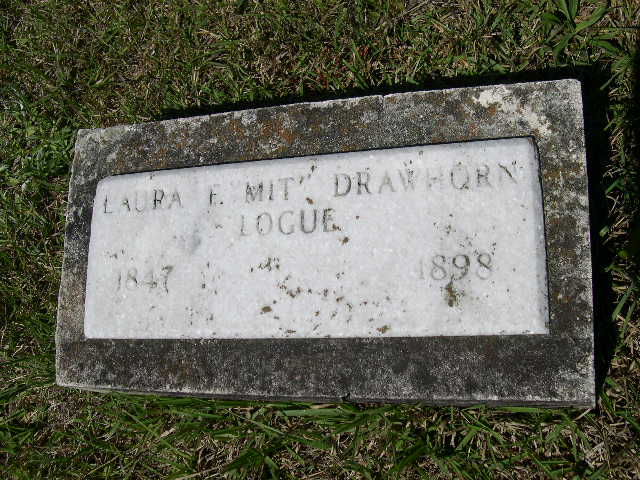 LAURA F. "MIT" DRAWHORN
LOGUE
1847 1898